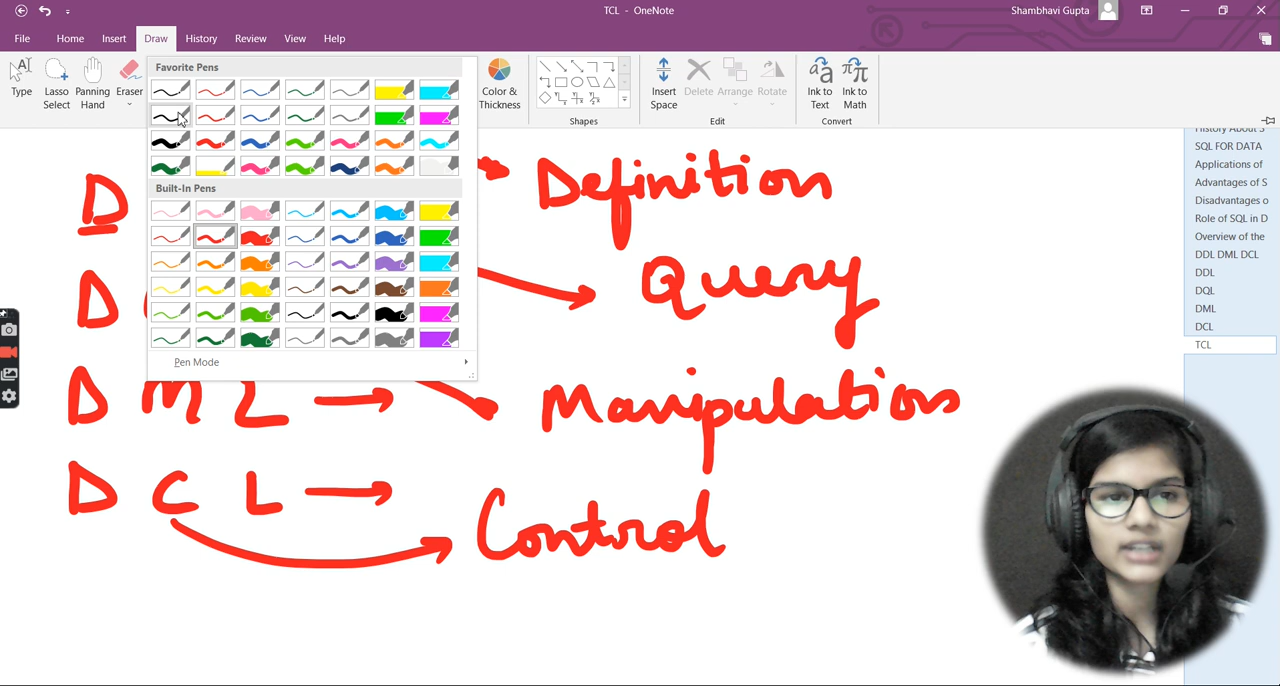 TCL - OneNote
Shambhavi Gupta
File Home Insert Draw History Review View Help
Type
Lasso Select
Panning Hand
Eraser
Favorite Pens
Built-In Pens
Pen Mode
Color & Thickness
Shapes
Insert Space
Delete
Arrange
Rotate
Edit
Ink to Text
Ink to Math
Convert
D
Definition
D
Query
D M L → Manipulations
D C L → Control
History About S
SQL FOR DATA
Applications of
Advantages of S
Disadvantages o
Role of SQL in D
Overview of the
DDL DML DCL
DDL
DQL
DML
DCL
TCL